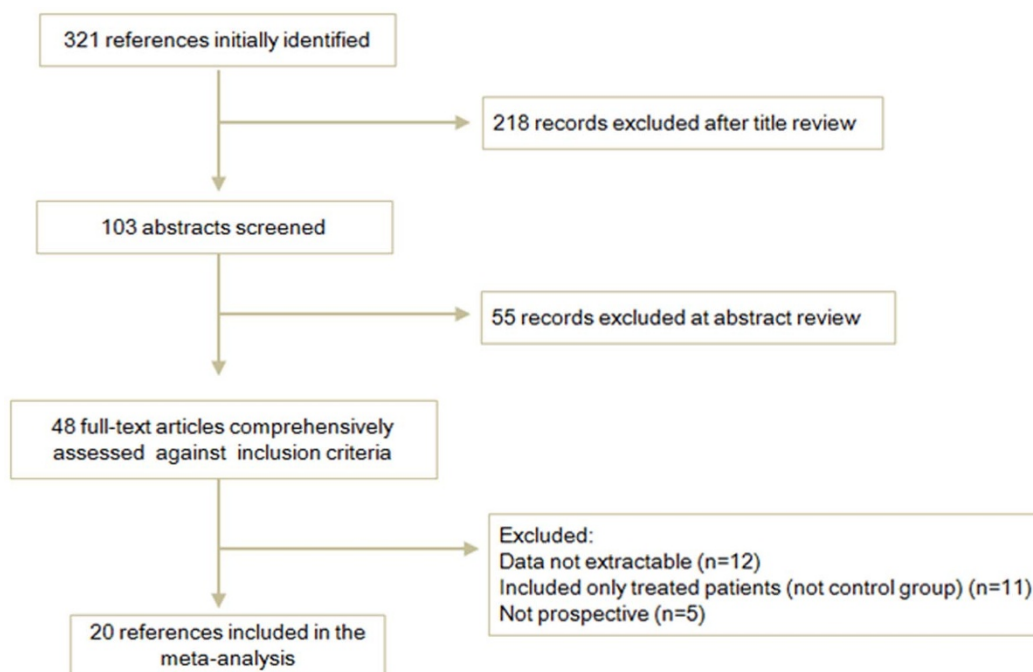 321 references initially identified
218 records excluded after title review
103 abstracts screened
55 records excluded at abstract review
48 full-text articles comprehensively
assessed against inclusion criteria
Excluded:
Data not extractable (n=12)
Included only treated patients (not control group) (n=11)
Not prospective (n=5)
20 references included in the
meta-analysis